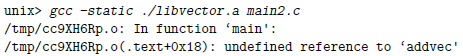 unix> gcc -static ./libvector.a main2.c
/tmp/cc9XH6Rp.o: In function ‘main’:
/tmp/cc9XH6Rp.o(.text+0x18): undefined reference to ‘addvec’